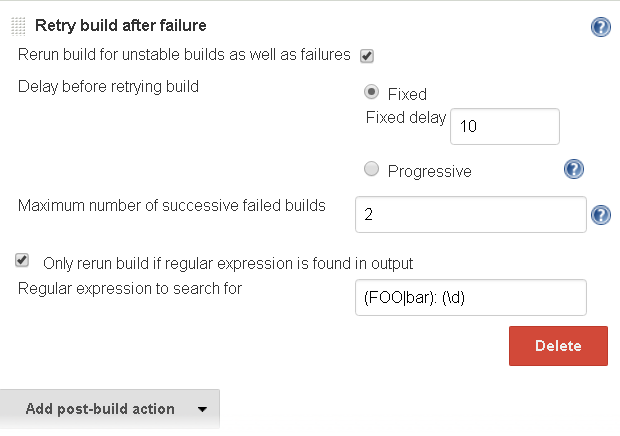 Retry build after failure
?
Rerun build for unstable builds as well as failures
Delay before retrying build
Fixed
Fixed delay 10
Progressive ?
Maximum number of successive failed builds 2 ?
Only rerun build if regular expression is found in output
Regular expression to search for (FOO|bar): (\d)
Delete
Add post-build action